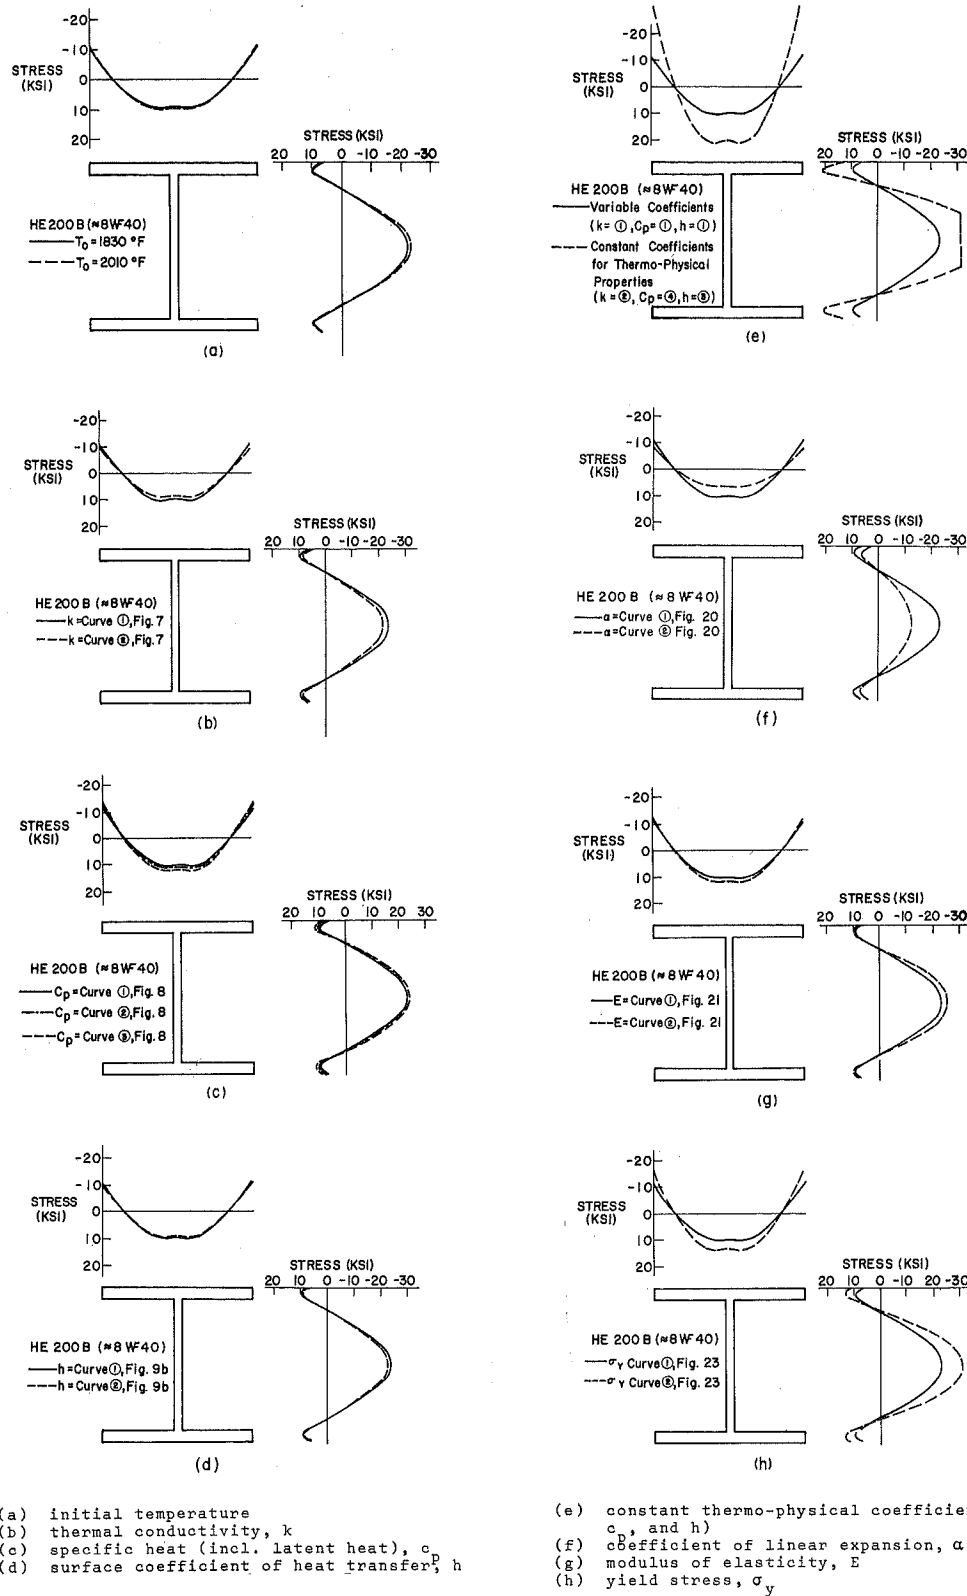 -20
-10
STRESS
(KSI)
0
10
20
STRESS (KSI)
20 10 0 -10 -20 -30
HE 200 B (≈8WF40)
T₀ = 1830 °F
T₀ = 2010 °F
(a)
-20
-10
STRESS
(KSI)
0
10
20
STRESS (KSI)
20 10 0 -10 -20 -30
HE 200 B (≈8WF40)
k = Curve ①, Fig. 7
k = Curve ②, Fig. 7
(b)
-20
-10
STRESS
(KSI)
0
10
20
STRESS (KSI)
20 10 0 10 20 30
HE 200 B (≈8WF40)
Cp = Curve ①, Fig. 8
Cp = Curve ②, Fig. 8
Cp = Curve ③, Fig. 8
(c)
-20
-10
STRESS
(KSI)
0
10
20
STRESS (KSI)
20 10 0 -10 -20 -30
HE 200 B (≈8WF40)
h = Curve ①, Fig. 9b
h = Curve ②, Fig. 9b
(d)
(a) initial temperature
(b) thermal conductivity, k
(c) specific heat (incl. latent heat), cp
(d) surface coefficient of heat transfer, h
-20
-10
STRESS
(KSI)
0
10
20
STRESS (KSI)
20 10 0 -10 -20 -30
HE 200 B (≈8WF40)
Variable Coefficients
(k = ①, Cp = ①, h = ①)
Constant Coefficients
for Thermo-Physical
Properties
(k = ②, Cp = ④, h = ③)
(e)
-20
-10
STRESS
(KSI)
0
10
20
STRESS (KSI)
20 10 0 -10 -20 -30
HE 200 B (≈8WF40)
α = Curve ①, Fig. 20
α = Curve ② Fig. 20
(f)
-20
-10
STRESS
(KSI)
0
10
20
STRESS (KSI)
20 10 0 -10 -20 -30
HE 200 B (≈8WF40)
E = Curve ①, Fig. 21
E = Curve ②, Fig. 21
(g)
-20
-10
STRESS
(KSI)
0
10
20
STRESS (KSI)
20 10 0 -10 -20 -30
HE 200 B (≈8WF40)
σY Curve ①, Fig. 23
σY Curve ②, Fig. 23
(h)
(e) constant thermo-physical
cp, and h)
(f) coefficient of linear expansion, α
(g) modulus of elasticity, E
(h) yield stress, σy